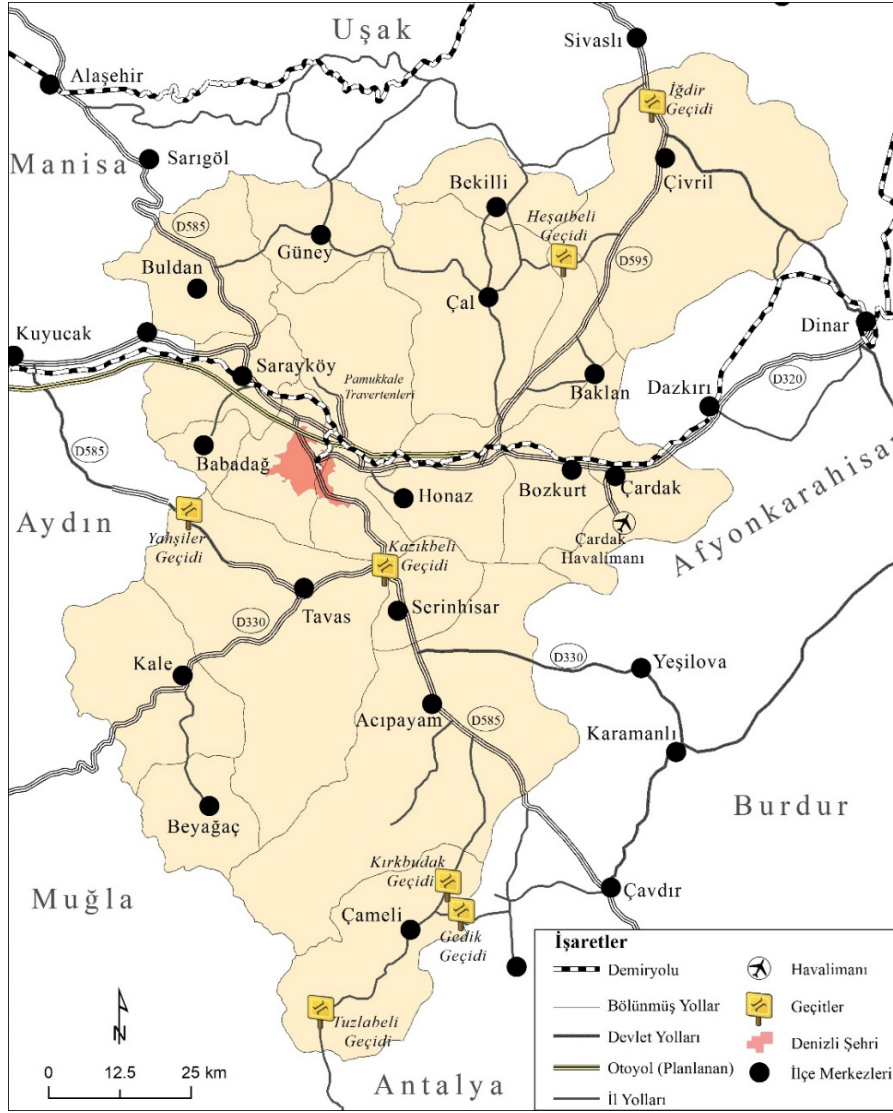 Uşak
Sivaslı
Alaşehir
İğdir
Geçidi
Manisa
Sarıgöl
Çivril
Bekilli
Heşatbeli
Geçidi
D585
Güney
D595
Buldan
Çal
Dinar
Kuyucak
Sarayköy
Pamukkale
Travertenleri
Baklan
D320
Dazkırı
D585
Babadağ
Honaz
Bozkurt
Çardak
Afyonkarahisar
Aydın
Yahşiler
Geçidi
Kazıkbeli
Geçidi
Çardak
Havalimanı
Tavas
Serinhisar
D330
D330
Yeşilova
Kale
Acıpayam
D585
Karamanlı
Beyağaç
Burdur
Kırkbudak
Geçidi
Muğla
Çavdır
Çameli
Gedik
Geçidi
Tuzlabeli
Geçidi
Antalya
N
0 12.5 25 km
İşaretler
Demiryolu
Bölünmüş Yollar
Devlet Yolları
Otoyol (Planlanan)
İl Yolları
Havalimanı
Geçitler
Denizli Şehri
İlçe Merkezleri